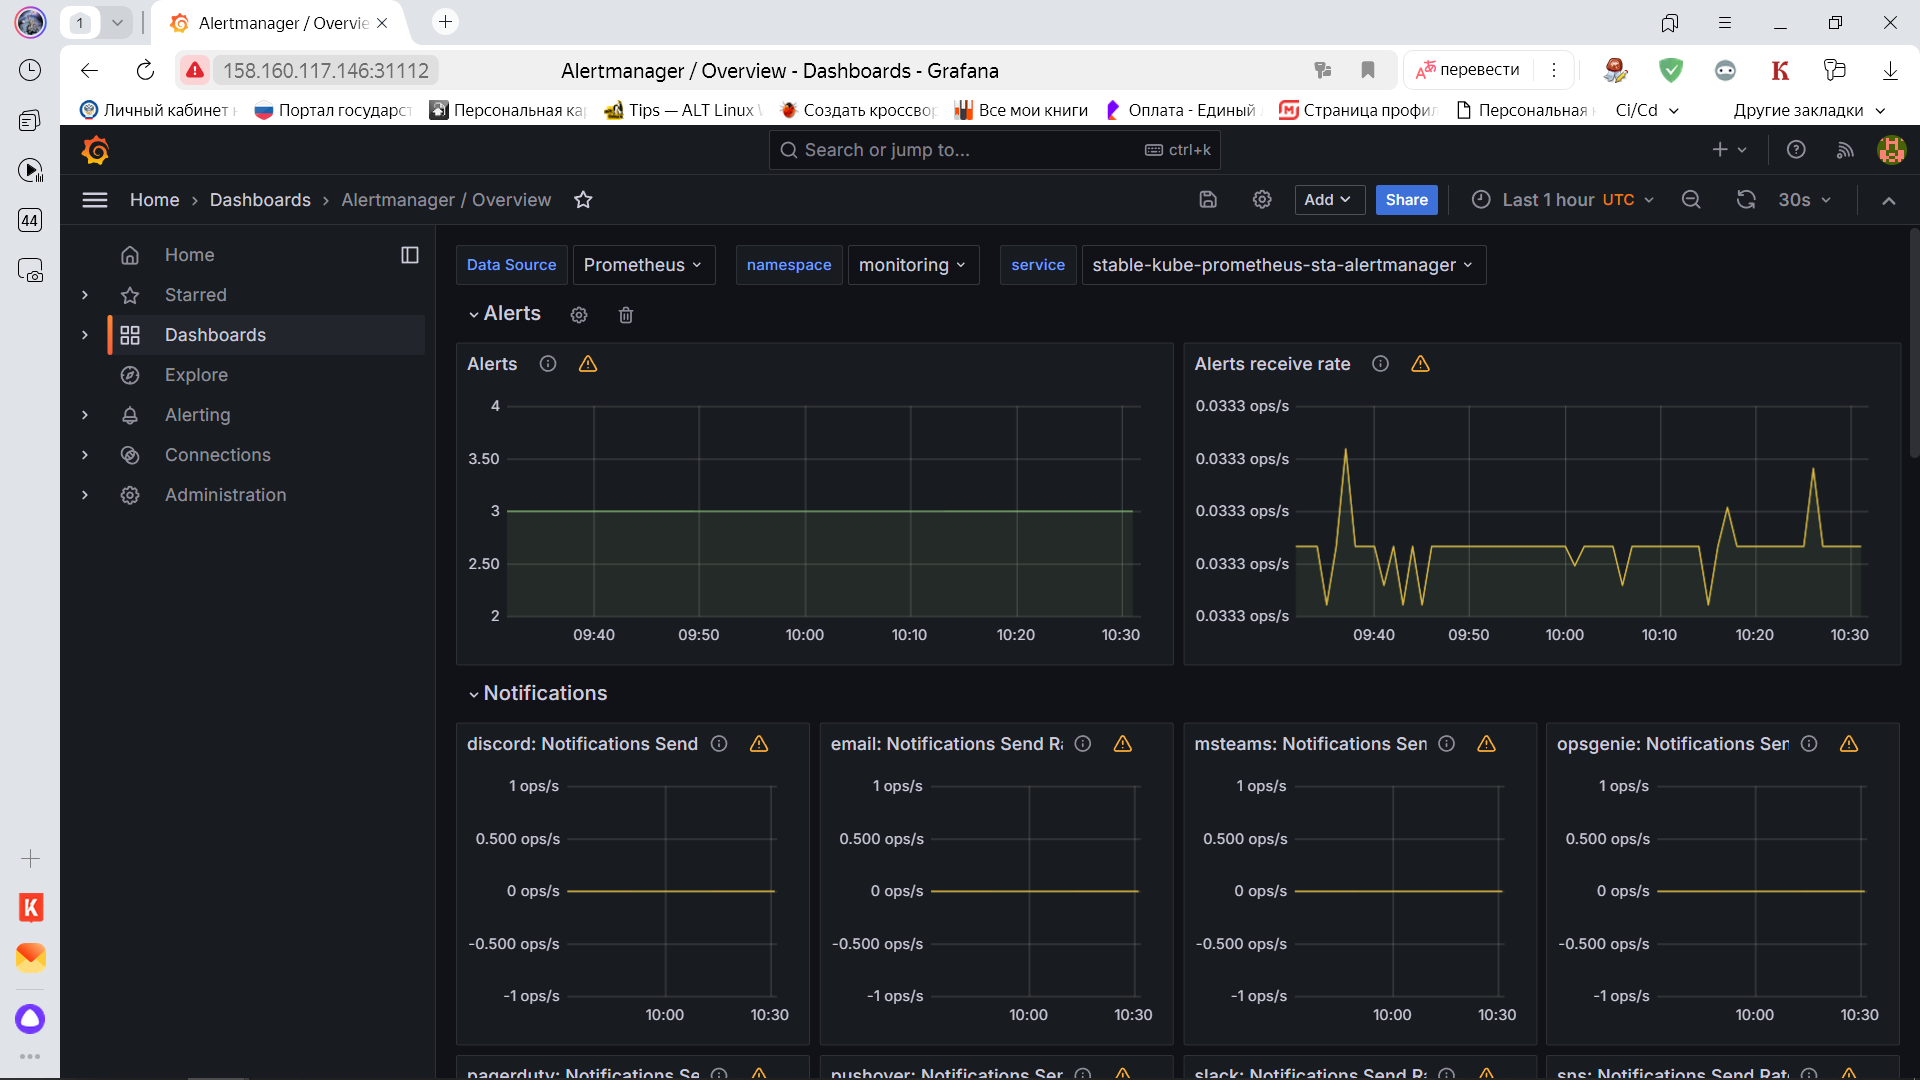 1
Alertmanager / Overvie
158.160.117.146:31112
Alertmanager / Overview - Dashboards - Grafana
перевести
Личный кабинет
Портал государст
Персональная ка
Tips — ALT Linux
Создать кроссвор
Все мои книги
Оплата - Единый
Страница профил
Персональная
Ci/Cd
Другие закладки
44
Search or jump to...
ctrl+k
Home › Dashboards › Alertmanager / Overview
Add
Share
Last 1 hour UTC
30s
Home
Starred
Dashboards
Explore
Alerting
Connections
Administration
Data Source
Prometheus
namespace
monitoring
service
stable-kube-prometheus-sta-alertmanager
Alerts
Alerts
4
3.50
3
2.50
2
09:40 09:50 10:00 10:10 10:20 10:30
Alerts receive rate
0.0333 ops/s
0.0333 ops/s
0.0333 ops/s
0.0333 ops/s
0.0333 ops/s
09:40 09:50 10:00 10:10 10:20 10:30
Notifications
discord: Notifications Send
1 ops/s
0.500 ops/s
0 ops/s
-0.500 ops/s
-1 ops/s
10:00 10:30
email: Notifications Send Ra
1 ops/s
0.500 ops/s
0 ops/s
-0.500 ops/s
-1 ops/s
10:00 10:30
msteams: Notifications Sen
1 ops/s
0.500 ops/s
0 ops/s
-0.500 ops/s
-1 ops/s
10:00 10:30
opsgenie: Notifications Sen
1 ops/s
0.500 ops/s
0 ops/s
-0.500 ops/s
-1 ops/s
10:00 10:30
pagerduty: Notifications Se
pushover: Notifications Ser
slack: Notifications Send Ra
sns: Notifications Send Rate